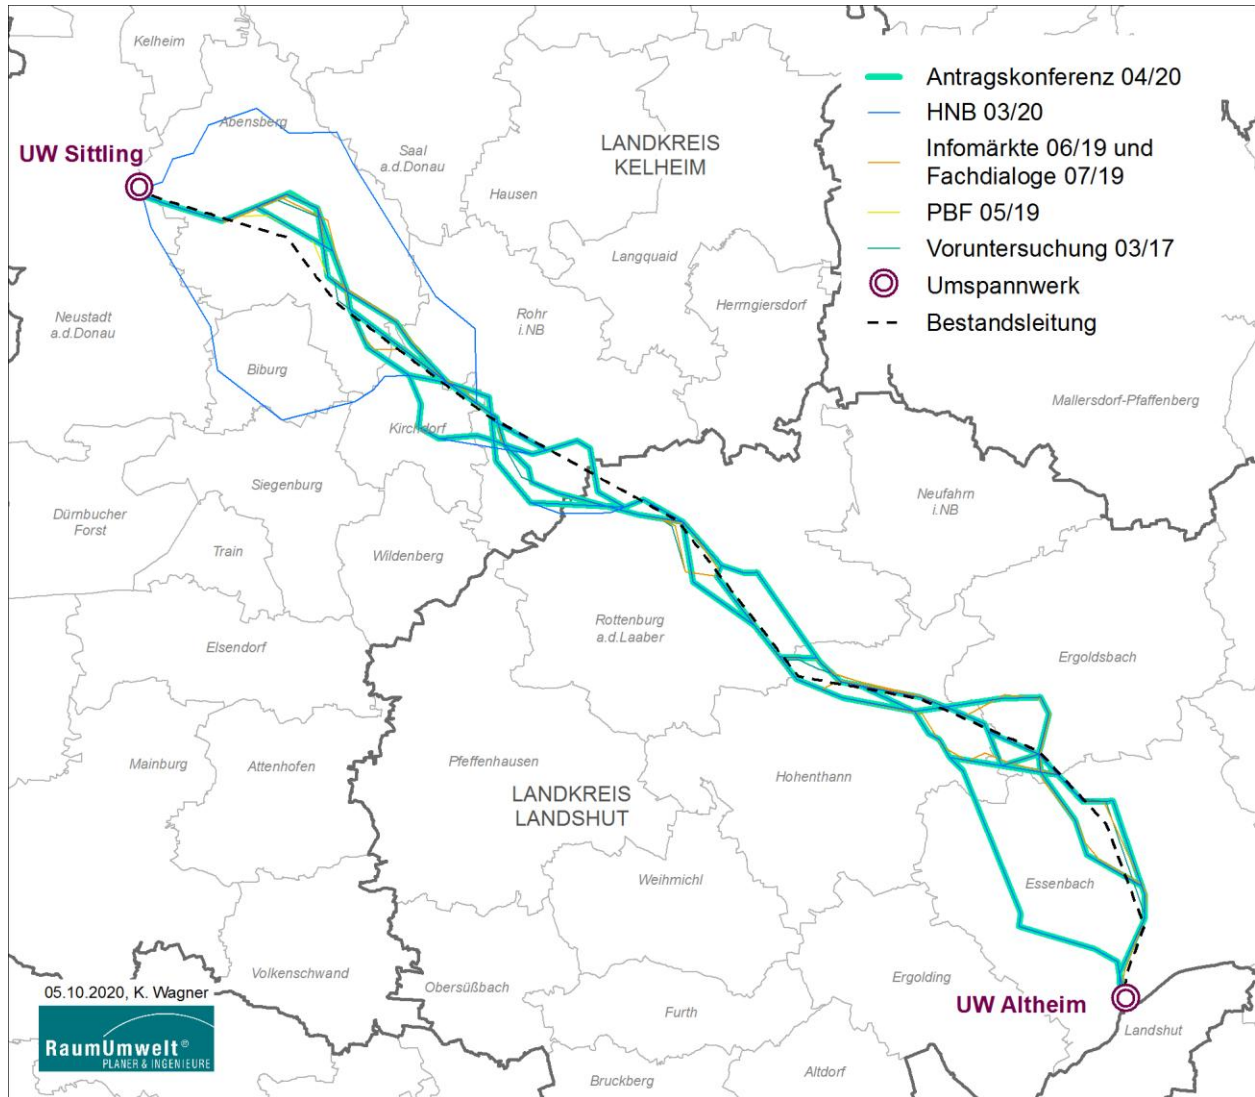 Kelheim
Abensberg
UW Sittling
Saal
a.d.Donau
LANDKREIS
KELHEIM
Hausen
Langquaid
Herrngiersdorf
Neustadt
a.d.Donau
Rohr
i.NB
Biburg
Mallersdorf-Pfaffenberg
Kirchdorf
Siegenburg
Dürnbucher
Forst
Train
Wildenberg
Neufahrn
i.NB
Rottenburg
a.d.Laaber
Elsendorf
Ergoldsbach
Mainburg
Attenhofen
Pfeffenhausen
Hohenthann
LANDKREIS
LANDSHUT
Weihmichl
Essenbach
Volkenschwand
Obersüßbach
Ergolding
UW Altheim
Furth
Landshut
Bruckberg
Altdorf
Antragskonferenz 04/20
HNB 03/20
Infomärkte 06/19 und
Fachdialoge 07/19
PBF 05/19
Voruntersuchung 03/17
Umspannwerk
Bestandsleitung
05.10.2020, K. Wagner
RaumUmwelt®
PLANER & INGENIEURE